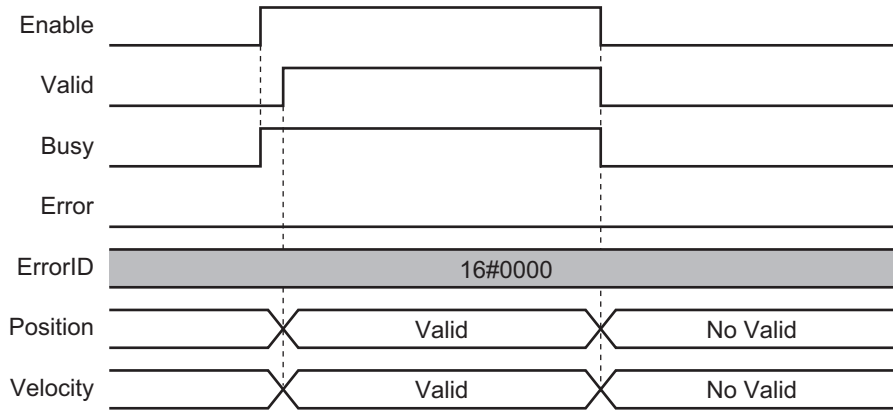 Enable
Valid
Busy
Error
ErrorID 16#0000
Position Valid No Valid
Velocity Valid No Valid